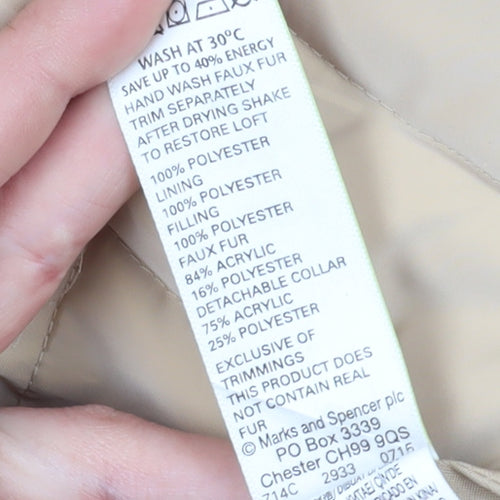 WASH AT 30°C
SAVE UP TO 40% ENERGY
HAND WASH FAUX FUR
TRIM SEPARATELY
AFTER DRYING SHAKE
TO RESTORE LOFT
100% POLYESTER
LINING
100% POLYESTER
FILLING
100% POLYESTER
FAUX FUR
84% ACRYLIC
16% POLYESTER
DETACHABLE COLLAR
75% ACRYLIC
25% POLYESTER
EXCLUSIVE OF
TRIMMINGS
THIS PRODUCT DOES
NOT CONTAIN REAL
FUR
© Marks and Spencer plc
PO Box 3339
Chester CH99 9QS
714C 2933 0715